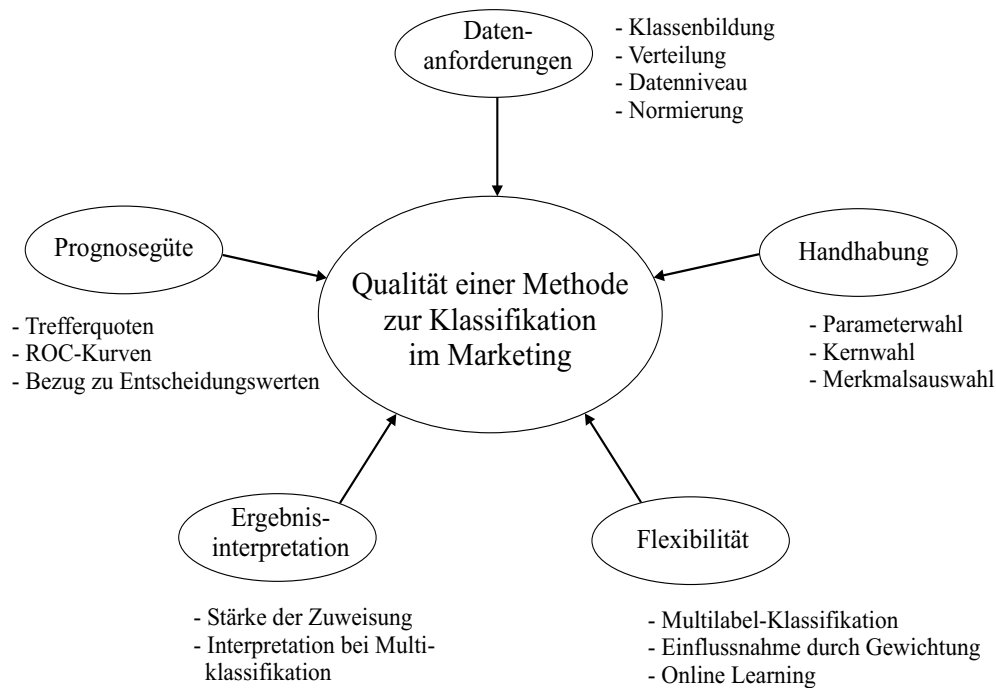 Daten-
anforderungen
- Klassenbildung
- Verteilung
- Datenniveau
- Normierung
Prognosegüte
- Trefferquoten
- ROC-Kurven
- Bezug zu Entscheidungswerten
Qualität einer Methode
zur Klassifikation
im Marketing
Handhabung
- Parameterwahl
- Kernwahl
- Merkmalsauswahl
Ergebnis-
interpretation
- Stärke der Zuweisung
- Interpretation bei Multi-
klassifikation
Flexibilität
- Multilabel-Klassifikation
- Einflussnahme durch Gewichtung
- Online Learning